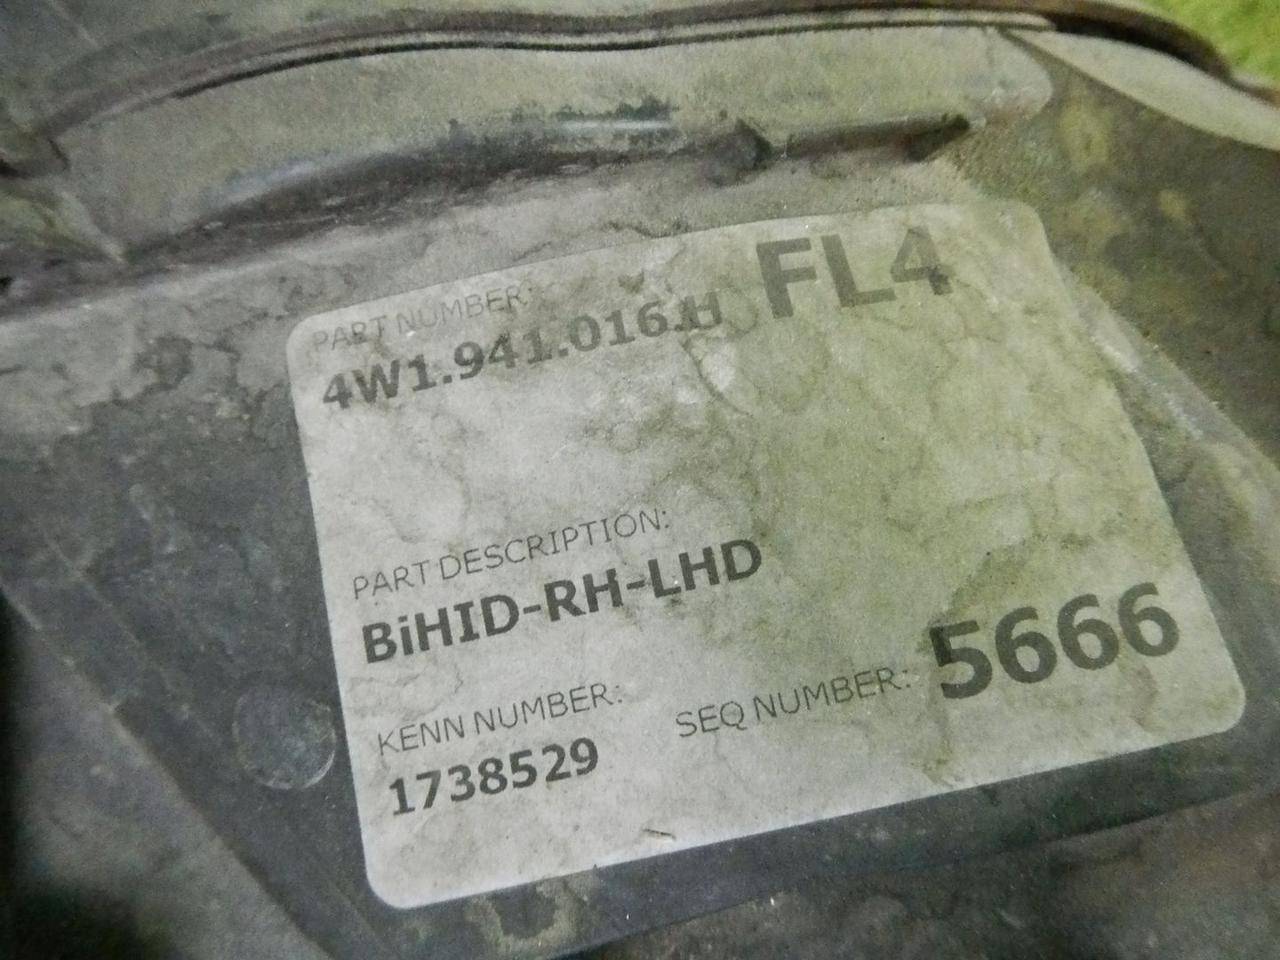 PART NUMBER:
4W1.941.016.H FL4
PART DESCRIPTION:
BiHID-RH-LHD
KENN NUMBER:
1738529
SEQ NUMBER: 5666